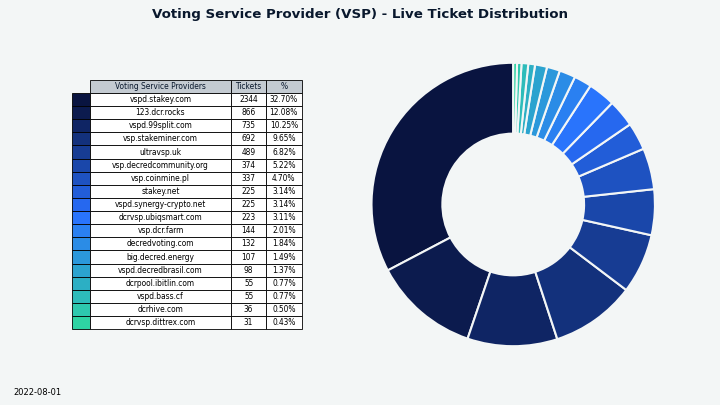 Voting Service Provider (VSP) - Live Ticket Distribution
Voting Service Providers Tickets %
vspd.stakey.com 2344 32.70%
123.dcr.rocks 866 12.08%
vspd.99split.com 735 10.25%
vsp.stakeminer.com 692 9.65%
ultravsp.uk 489 6.82%
vsp.decredcommunity.org 374 5.22%
vsp.coinmine.pl 337 4.70%
stakey.net 225 3.14%
vspd.synergy-crypto.net 225 3.14%
dcrvsp.ubiqsmart.com 223 3.11%
vsp.dcr.farm 144 2.01%
decredvoting.com 132 1.84%
big.decred.energy 107 1.49%
vspd.decredbrasil.com 98 1.37%
dcrpool.ibitlin.com 55 0.77%
vspd.bass.cf 55 0.77%
dcrhive.com 36 0.50%
dcrvsp.dittrex.com 31 0.43%
2022-08-01